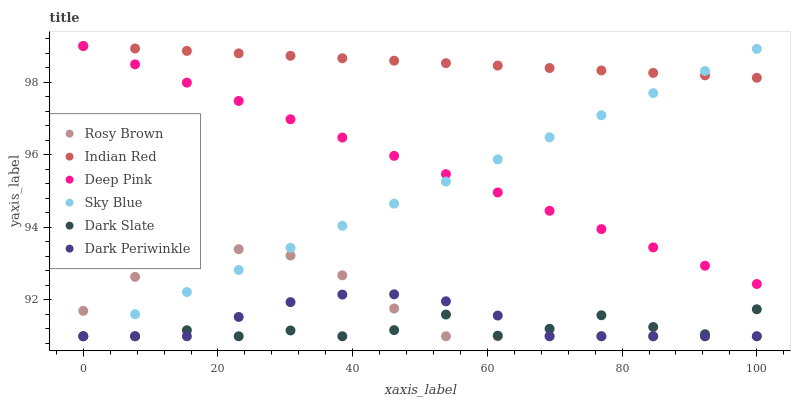 title
yaxis_label
98
96
94
92
Rosy Brown
Indian Red
Deep Pink
Sky Blue
Dark Slate
Dark Periwinkle
0 20 40 60 80 100
xaxis_label